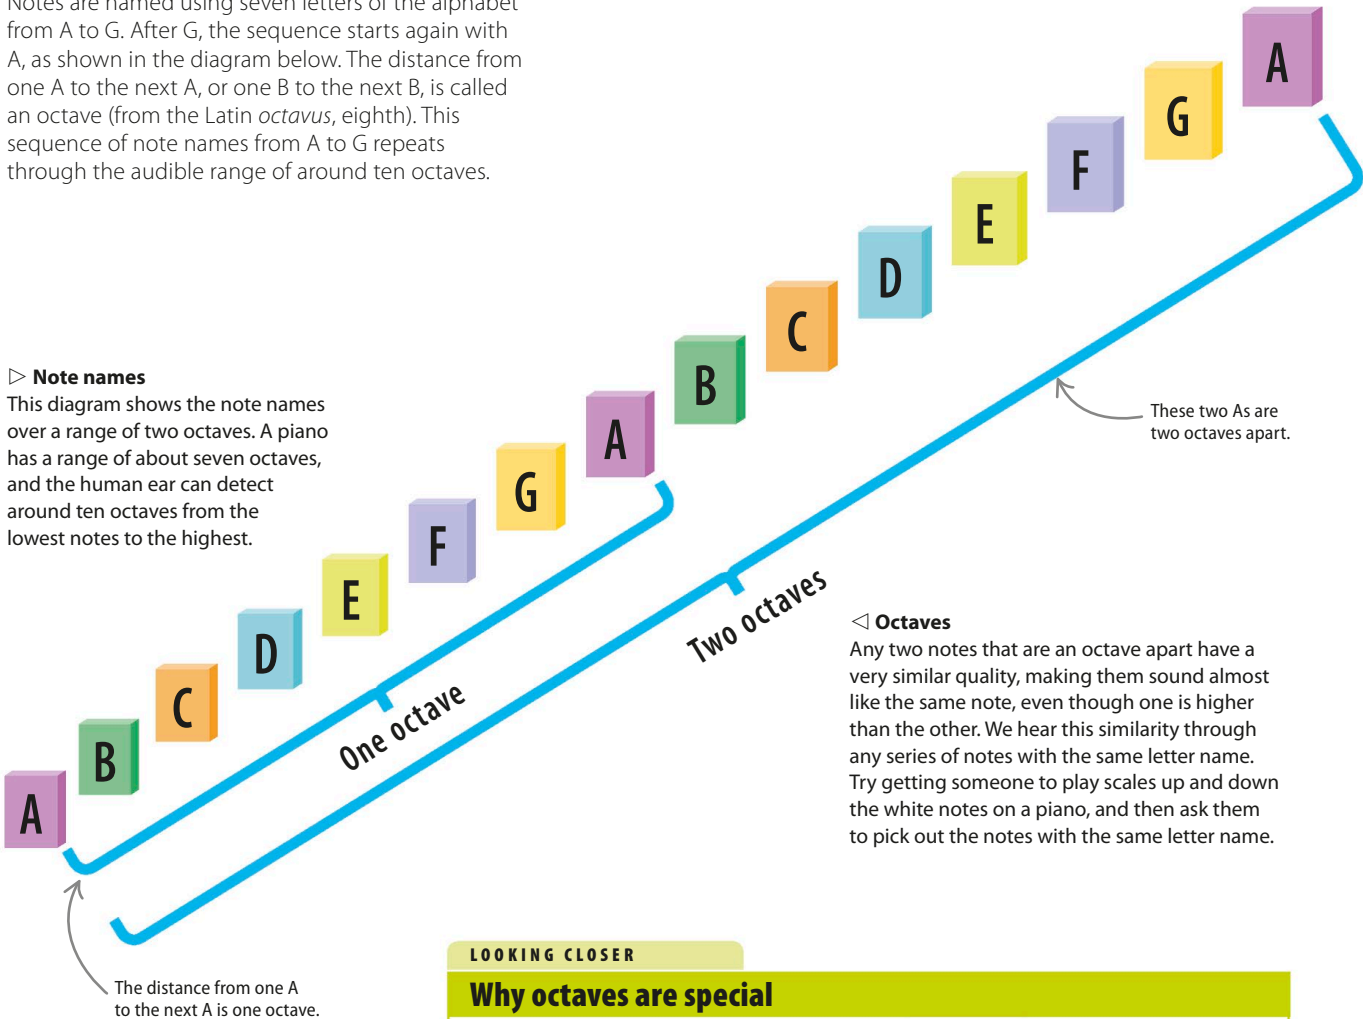 Notes are named using seven letters of the alphabet
from A to G. After G, the sequence starts again with
A, as shown in the diagram below. The distance from
one A to the next A, or one B to the next B, is called
an octave (from the Latin octavus, eighth). This
sequence of note names from A to G repeats
through the audible range of around ten octaves.
▷ Note names
This diagram shows the note names
over a range of two octaves. A piano
has a range of about seven octaves,
and the human ear can detect
around ten octaves from the
lowest notes to the highest.
A
B
C
D
E
F
G
A
B
C
D
E
F
G
A
These two As are
two octaves apart.
One octave
Two octaves
◁ Octaves
Any two notes that are an octave apart have a
very similar quality, making them sound almost
like the same note, even though one is higher
than the other. We hear this similarity through
any series of notes with the same letter name.
Try getting someone to play scales up and down
the white notes on a piano, and then ask them
to pick out the notes with the same letter name.
The distance from one A
to the next A is one octave.
LOOKING CLOSER
Why octaves are special